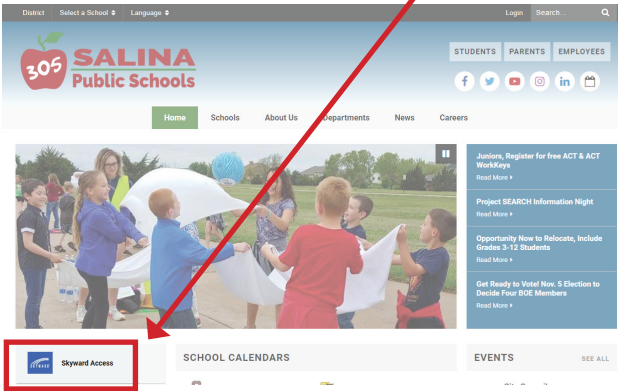 District Select a School Language Login Search...
305 SALINA
Public Schools
STUDENTS PARENTS EMPLOYEES
Home Schools About Us Departments News Careers
Juniors, Register for free ACT & ACT
WorkKeys
Read More
Project SEARCH Information Night
Read More
Opportunity Now to Relocate, Include
Grades 3-12 Students
Read More
Get Ready to Vote! Nov. 5 Election to
Decide Four BOE Members
Read More
SKYWARD Skyward Access
SCHOOL CALENDARS
EVENTS SEE ALL